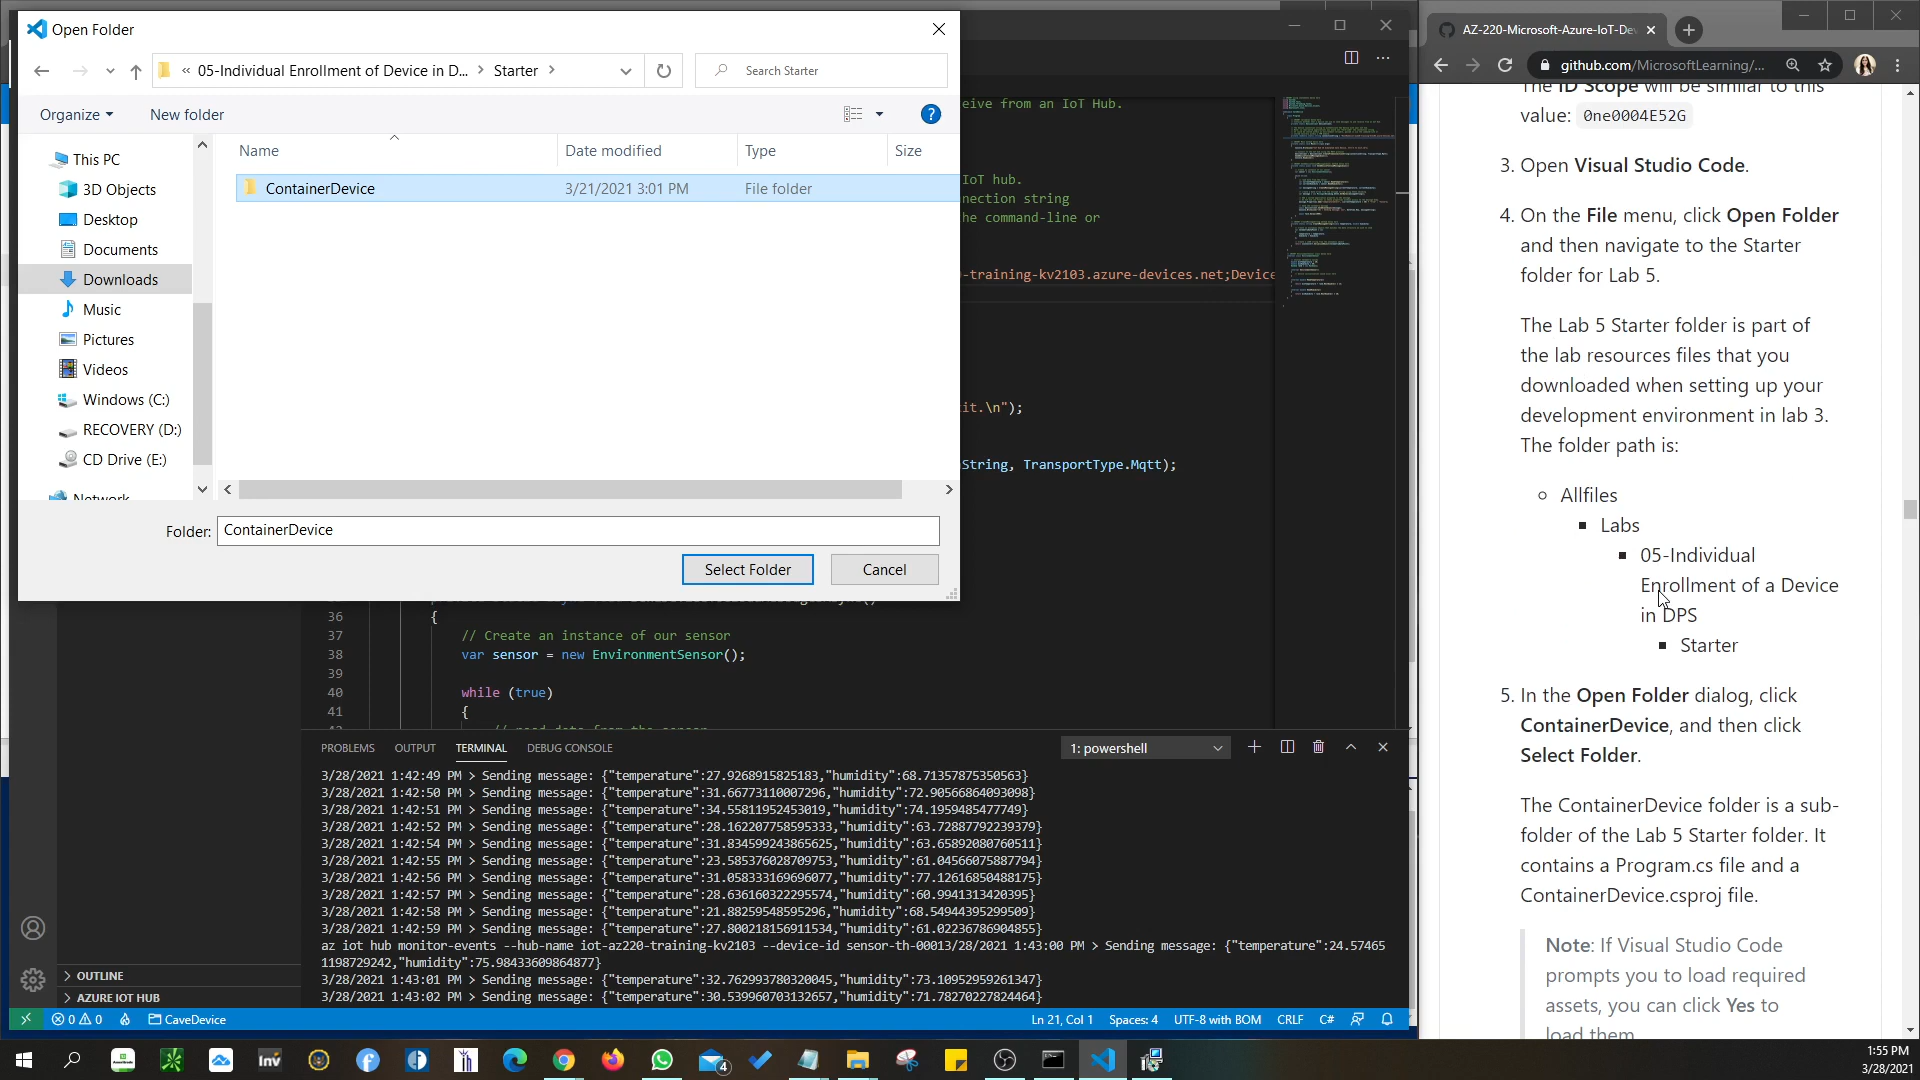 Open Folder
« 05-Individual Enrollment of Device in D... > Starter >
Search Starter
Organize
New folder
Name
Date modified
Type
Size
ContainerDevice
3/21/2021 3:01 PM
File folder
This PC
3D Objects
Desktop
Documents
Downloads
Music
Pictures
Videos
Windows (C:)
RECOVERY (D:)
CD Drive (E:)
Network
Folder:
ContainerDevice
Select Folder
Cancel
eive from an IoT Hub.
IoT hub.
nection string
he command-line or
-training-kv2103.azure-devices.net;Device
it.\n");
String, TransportType.Mqtt);
36 {
37 // Create an instance of our sensor
38 var sensor = new EnvironmentSensor();
39
40 while (true)
41 {
PROBLEMS
OUTPUT
TERMINAL
DEBUG CONSOLE
1: powershell
3/28/2021 1:42:49 PM > Sending message: {"temperature":27.9268915825183,"humidity":68.71357875350563}
3/28/2021 1:42:50 PM > Sending message: {"temperature":31.66773110007296,"humidity":72.90566864093098}
3/28/2021 1:42:51 PM > Sending message: {"temperature":34.55811952453019,"humidity":74.1959485477749}
3/28/2021 1:42:52 PM > Sending message: {"temperature":28.162207758595333,"humidity":63.72887792239379}
3/28/2021 1:42:54 PM > Sending message: {"temperature":31.834599243865625,"humidity":63.65892080760511}
3/28/2021 1:42:55 PM > Sending message: {"temperature":23.585376028709753,"humidity":61.04566075887794}
3/28/2021 1:42:56 PM > Sending message: {"temperature":31.058333169696077,"humidity":77.12616850488175}
3/28/2021 1:42:57 PM > Sending message: {"temperature":28.636160322295574,"humidity":60.9941313420395}
3/28/2021 1:42:58 PM > Sending message: {"temperature":21.88259548595296,"humidity":68.54944395299509}
3/28/2021 1:42:59 PM > Sending message: {"temperature":27.800218156911534,"humidity":61.02236786904855}
az iot hub monitor-events --hub-name iot-az220-training-kv2103 --device-id sensor-th-00013/28/2021 1:43:00 PM > Sending message: {"temperature":24.57465
1198729242,"humidity":75.98433609864877}
3/28/2021 1:43:01 PM > Sending message: {"temperature":32.762993780320045,"humidity":73.10952959261347}
3/28/2021 1:43:02 PM > Sending message: {"temperature":30.539960703132657,"humidity":71.78270227824464}
OUTLINE
AZURE IOT HUB
0 0
CaveDevice
Ln 21, Col 1
Spaces: 4
UTF-8 with BOM
CRLF
C#
AZ-220-Microsoft-Azure-IoT-De
github.com/MicrosoftLearning/...
The ID Scope will be similar to this
value: 0ne0004E52G
3. Open Visual Studio Code.
4. On the File menu, click Open Folder
and then navigate to the Starter
folder for Lab 5.
The Lab 5 Starter folder is part of
the lab resources files that you
downloaded when setting up your
development environment in lab 3.
The folder path is:
Allfiles
Labs
05-Individual
Enrollment of a Device
in DPS
Starter
5. In the Open Folder dialog, click
ContainerDevice, and then click
Select Folder.
The ContainerDevice folder is a sub-
folder of the Lab 5 Starter folder. It
contains a Program.cs file and a
ContainerDevice.csproj file.
Note: If Visual Studio Code
prompts you to load required
assets, you can click Yes to
load them
Inv
4
1:55 PM
3/28/2021